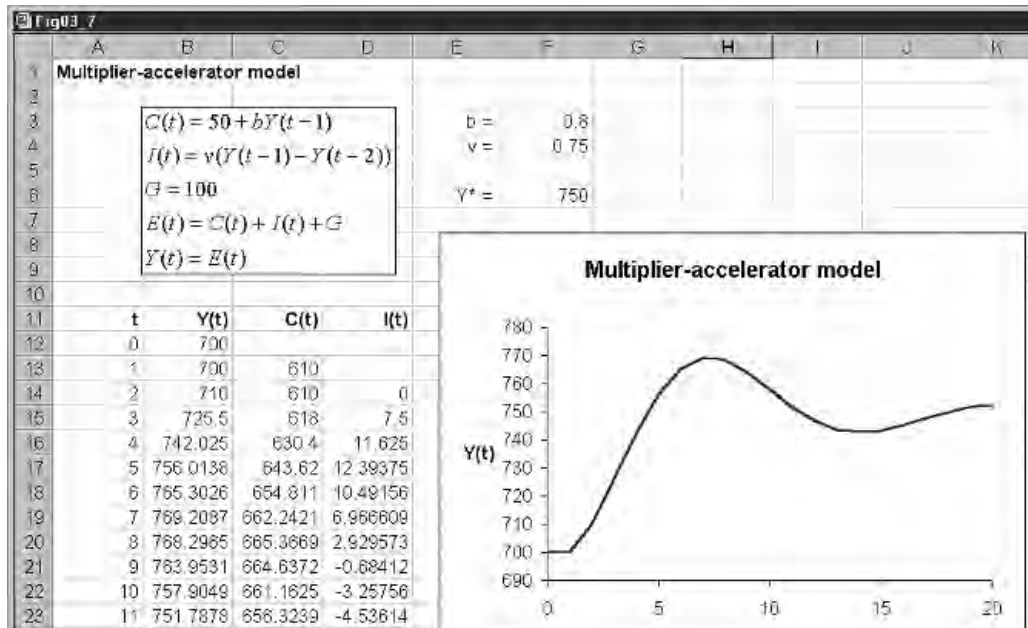 Fig03_7
A B C D E F G H I J K
1 Multiplier-accelerator model
2
3 C(t) = 50 + bY(t − 1) b = 0.8
4 I(t) = v(Y(t − 1) − Y(t − 2)) v = 0.75
5 G = 100
6 Y* = 750
7 E(t) = C(t) + I(t) + G
8
9 Y(t) = E(t)
10
11 t Y(t) C(t) I(t)
12 0 700
13 1 700 610
14 2 710 610 0
15 3 725.5 618 7.5
16 4 742.025 630.4 11.625
17 5 756.0138 643.62 12.39375
18 6 765.3026 654.811 10.49156
19 7 769.2087 662.2421 6.966609
20 8 768.2965 665.3669 2.929573
21 9 763.9531 664.6372 -0.68412
22 10 757.9049 661.1625 -3.25756
23 11 751.7878 656.3239 -4.53614
Multiplier-accelerator model
780
770
760
750
740
730
720
710
700
690
Y(t)
0 5 10 15 20